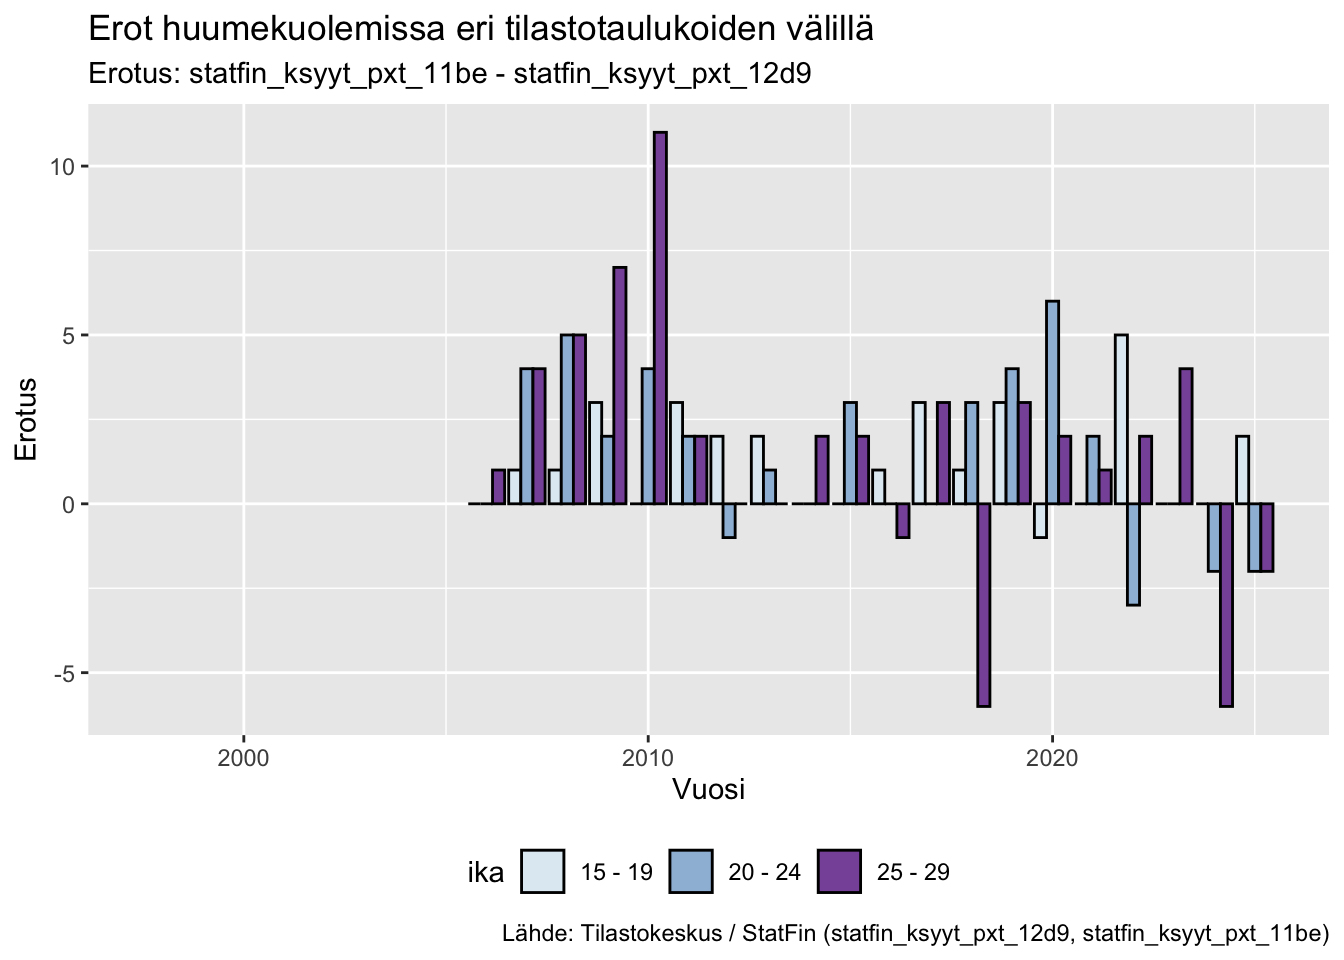 Erot huumekuolemissa eri tilastotaulukoiden välillä
Erotus: statfin_ksyyt_pxt_11be - statfin_ksyyt_pxt_12d9
Erotus
10
5
0
-5
2000 2010 2020
Vuosi
ika 15 - 19 20 - 24 25 - 29
Lähde: Tilastokeskus / StatFin (statfin_ksyyt_pxt_12d9, statfin_ksyyt_pxt_11be)